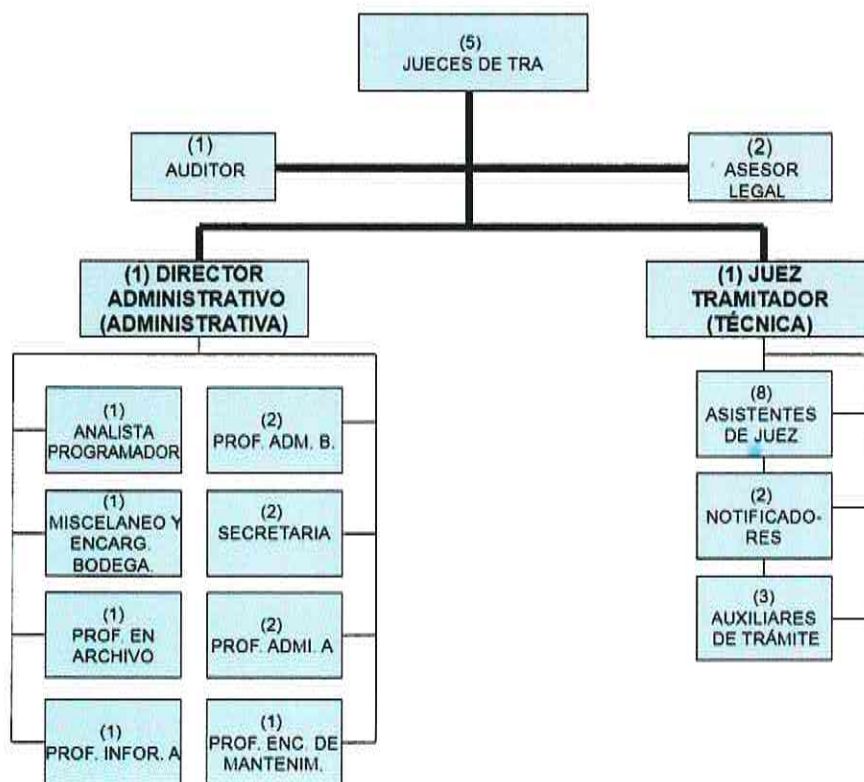 (5)
JUECES DE TRA
(1)
AUDITOR
(2)
ASESOR
LEGAL
(1) DIRECTOR
ADMINISTRATIVO
(ADMINISTRATIVA)
(1) JUEZ
TRAMITADOR
(TÉCNICA)
(1)
ANALISTA
PROGRAMADOR
(2)
PROF. ADM. B.
(1)
MISCELANEO Y
ENCARG.
BODEGA.
(2)
SECRETARIA
(1)
PROF. EN
ARCHIVO
(2)
PROF. ADMI. A
(1)
PROF. INFOR. A
(1)
PROF. ENC. DE
MANTENIM.
(8)
ASISTENTES
DE JUEZ
(2)
NOTIFICADO-
RES
(3)
AUXILIARES
DE TRÁMITE